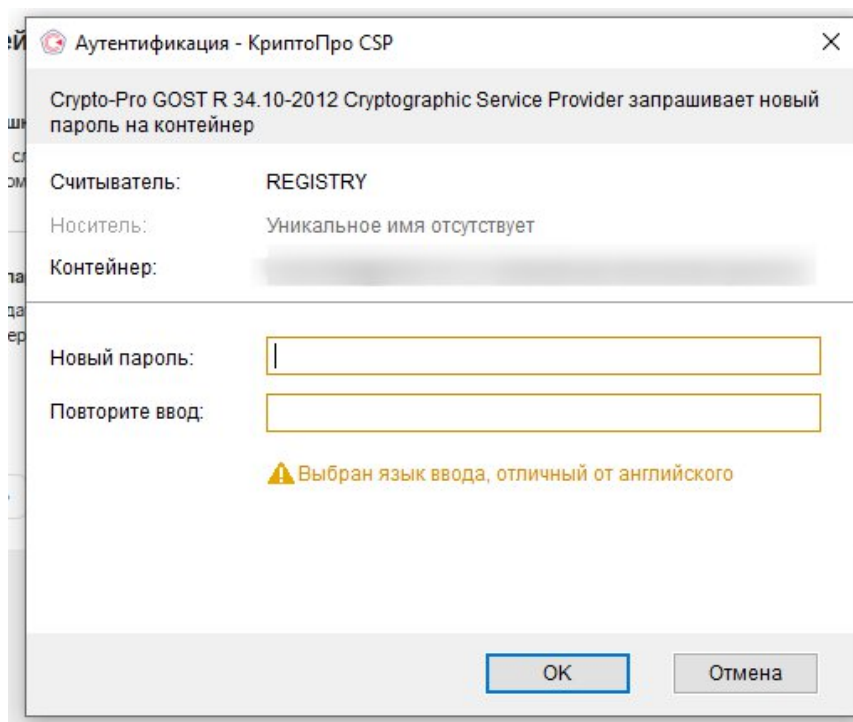 Аутентификация - КриптоПро CSP
Crypto-Pro GOST R 34.10-2012 Cryptographic Service Provider запрашивает новый
пароль на контейнер
Считыватель: REGISTRY
Носитель: Уникальное имя отсутствует
Контейнер:
Новый пароль:
Повторите ввод:
Выбран язык ввода, отличный от английского
OK Отмена